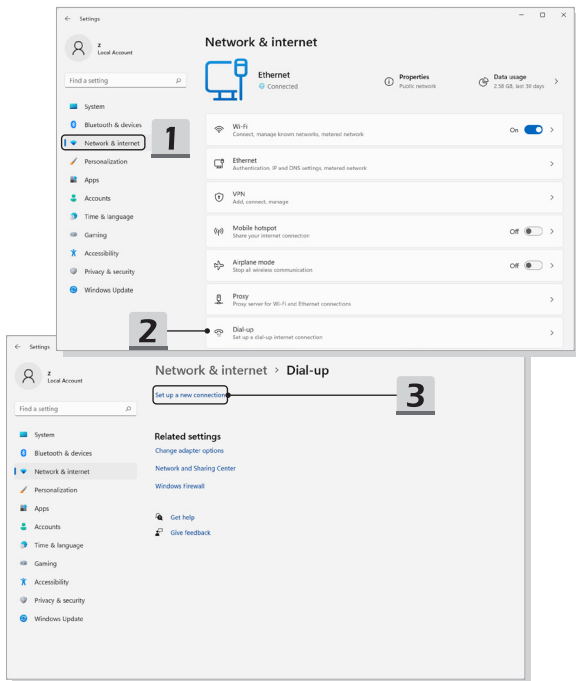 Settings
z
Local Account
Find a setting
System
Bluetooth & devices
Network & internet
Personalization
Apps
Accounts
Time & language
Gaming
Accessibility
Privacy & security
Windows Update
1
Network & internet
Ethernet
Connected
Properties
Public network
Data usage
2.58 GB, last 30 days
Wi-Fi
Connect, manage known networks, metered network
On
Ethernet
Authentication, IP and DNS settings, metered network
VPN
Add, connect, manage
Mobile hotspot
Share your internet connection
Off
Airplane mode
Stop all wireless communication
Off
Proxy
Proxy server for Wi-Fi and Ethernet connections
2
Dial-up
Set up a dial-up internet connection
Settings
z
Local Account
Find a setting
System
Bluetooth & devices
Network & internet
Personalization
Apps
Accounts
Time & language
Gaming
Accessibility
Privacy & security
Windows Update
Network & internet > Dial-up
Set up a new connection
3
Related settings
Change adapter options
Network and Sharing Center
Windows Firewall
Get help
Give feedback